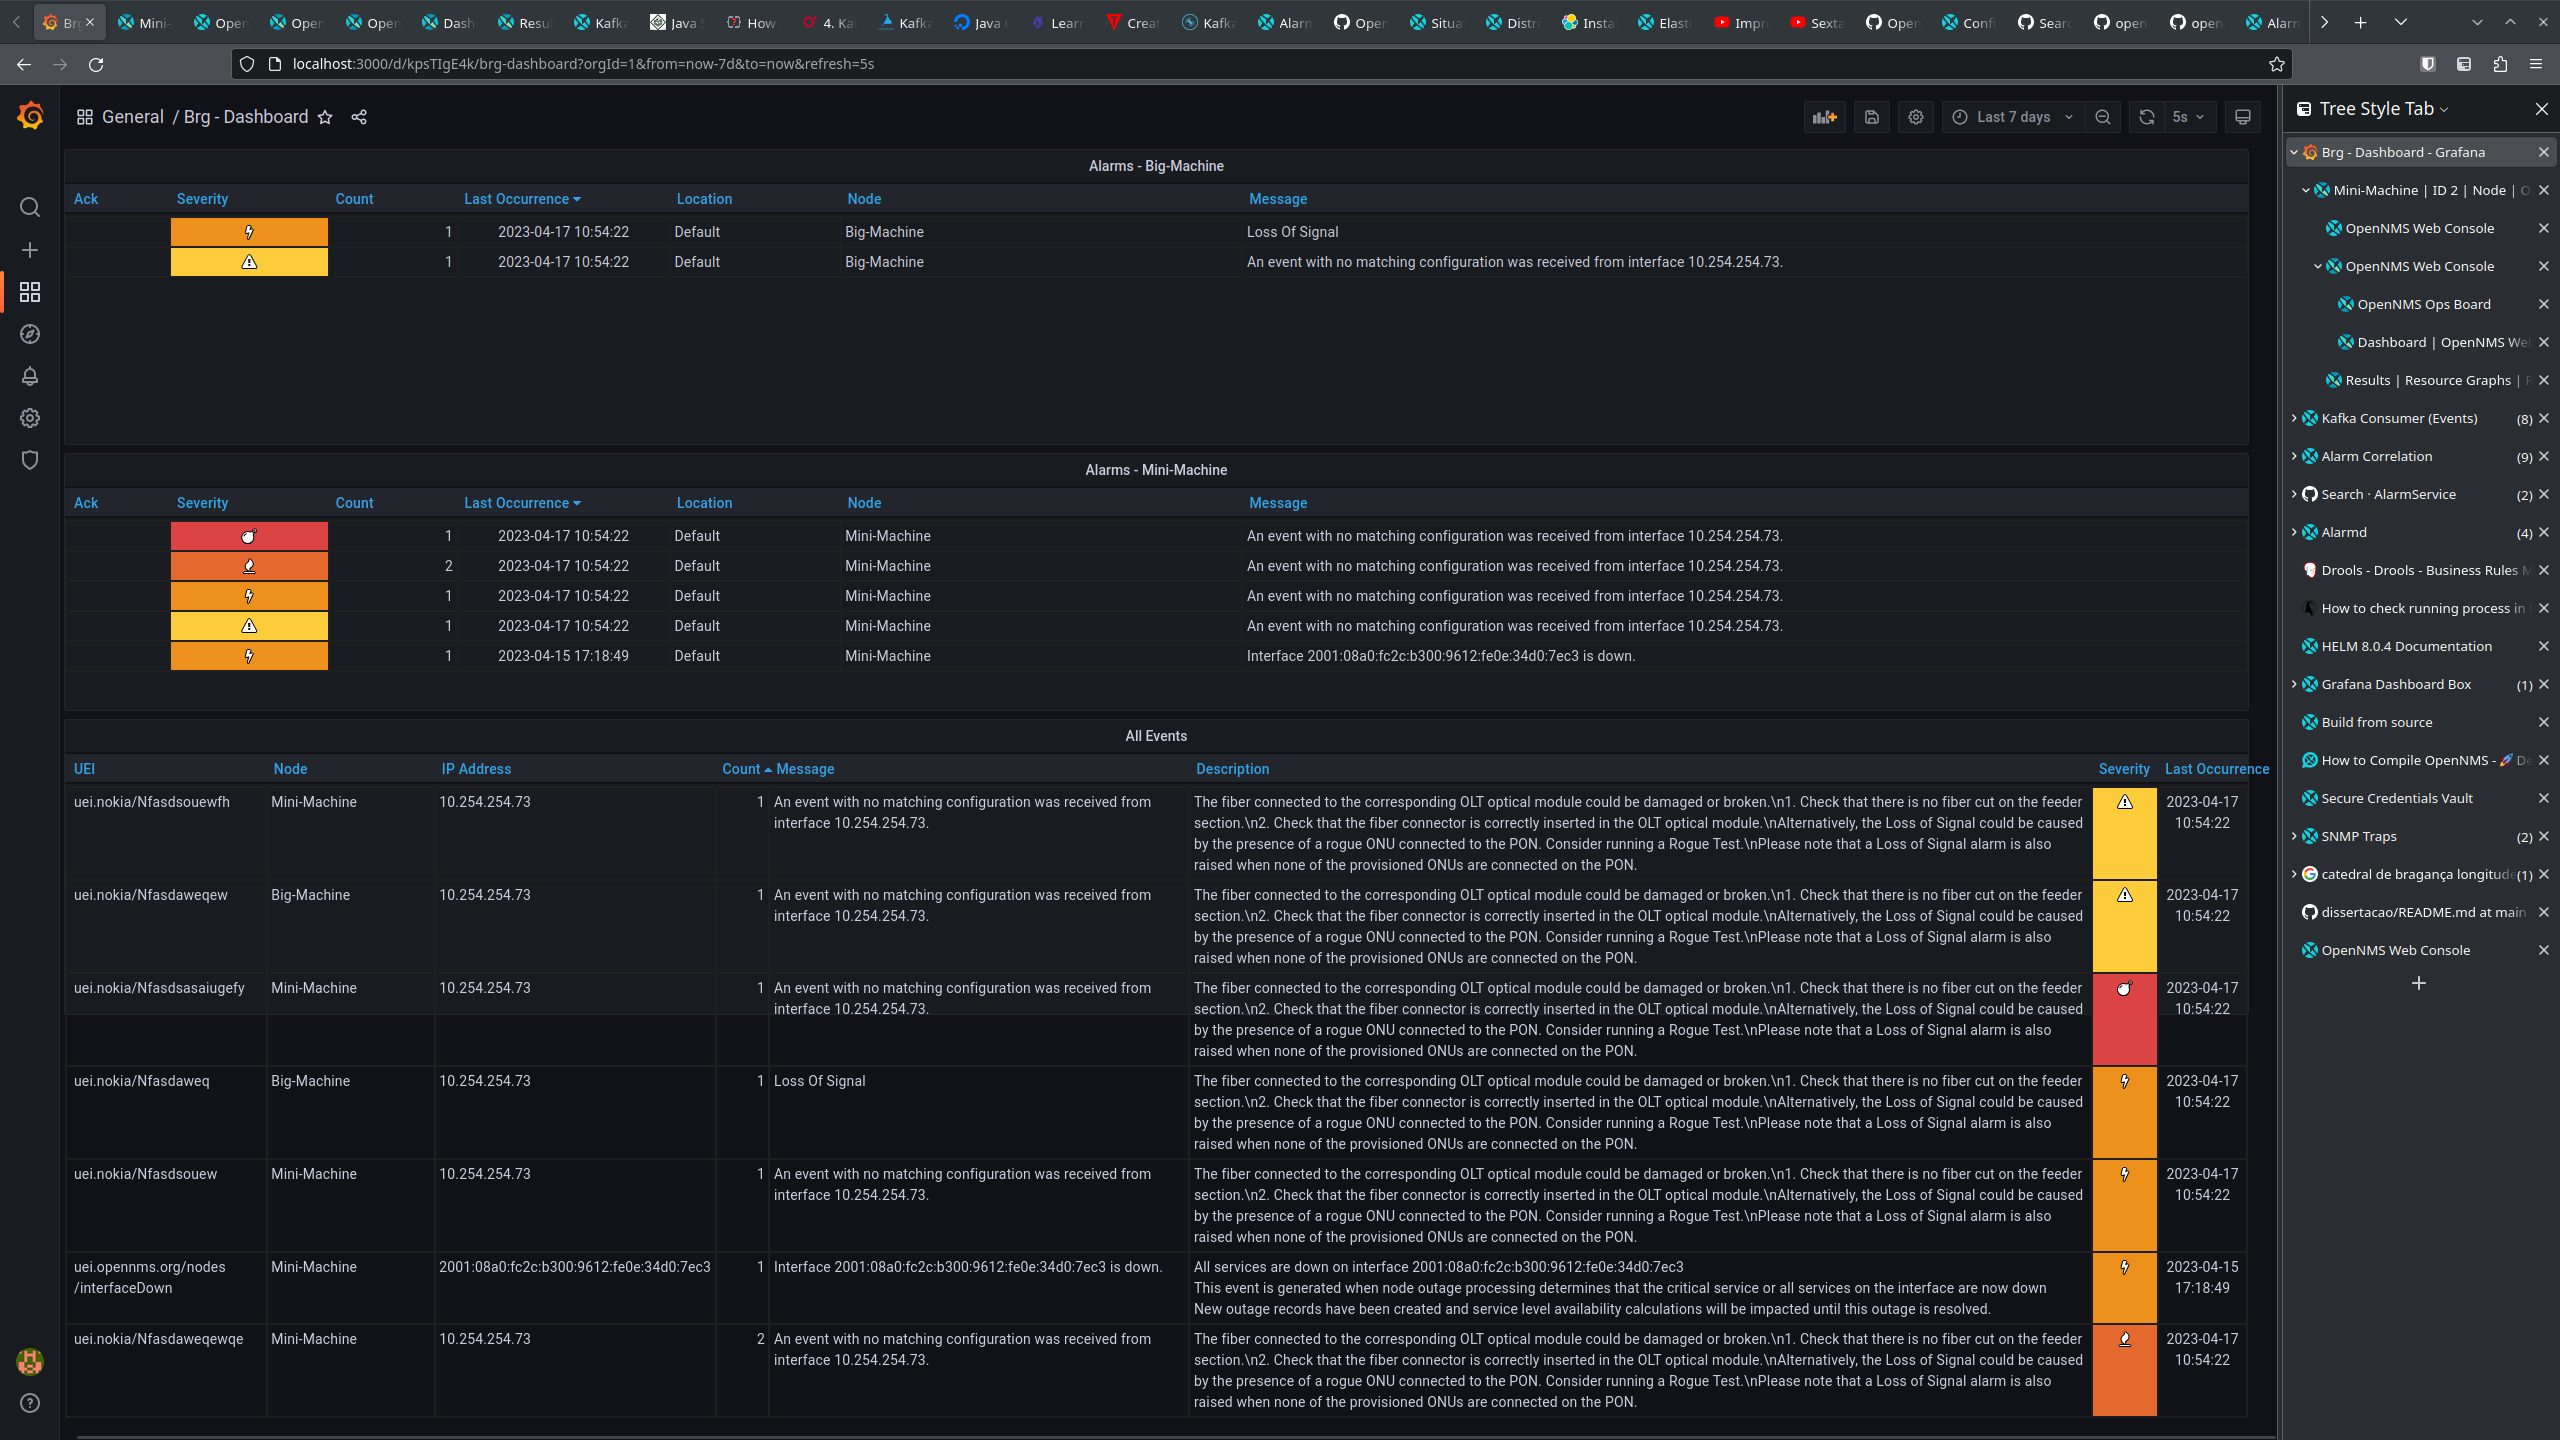 Br
Mini-
Open
Open
Open
Dash
Resu
Kafk
Java
How
4. Ka
Kafk
Java
Lear
Crea
Kafk
Alarm
Open
Situa
Distri
Insta
Elasti
Impr
Sexta
Open
Confi
Searc
open
open
Alarm
localhost:3000/d/kpsTIgE4k/brg-dashboard?orgId=1&from=now-7d&to=now&refresh=5s
General / Brg - Dashboard
Last 7 days
5s
Alarms - Big-Machine
Ack Severity Count Last Occurrence Location Node Message
1 2023-04-17 10:54:22 Default Big-Machine Loss Of Signal
1 2023-04-17 10:54:22 Default Big-Machine An event with no matching configuration was received from interface 10.254.254.73.
Alarms - Mini-Machine
Ack Severity Count Last Occurrence Location Node Message
1 2023-04-17 10:54:22 Default Mini-Machine An event with no matching configuration was received from interface 10.254.254.73.
2 2023-04-17 10:54:22 Default Mini-Machine An event with no matching configuration was received from interface 10.254.254.73.
1 2023-04-17 10:54:22 Default Mini-Machine An event with no matching configuration was received from interface 10.254.254.73.
1 2023-04-17 10:54:22 Default Mini-Machine An event with no matching configuration was received from interface 10.254.254.73.
1 2023-04-15 17:18:49 Default Mini-Machine Interface 2001:08a0:fc2c:b300:9612:fe0e:34d0:7ec3 is down.
All Events
UEI Node IP Address Count Message Description Severity Last Occurrence
uei.nokia/Nfasdsouewfh Mini-Machine 10.254.254.73 1 An event with no matching configuration was received from The fiber connected to the corresponding OLT optical module could be damaged or broken.\n1. Check that there is no fiber cut on the feeder 2023-04-17
interface 10.254.254.73. section.\n2. Check that the fiber connector is correctly inserted in the OLT optical module.\nAlternatively, the Loss of Signal could be caused 10:54:22
by the presence of a rogue ONU connected to the PON. Consider running a Rogue Test.\nPlease note that a Loss of Signal alarm is also
raised when none of the provisioned ONUs are connected on the PON.
uei.nokia/Nfasdaweqew Big-Machine 10.254.254.73 1 An event with no matching configuration was received from The fiber connected to the corresponding OLT optical module could be damaged or broken.\n1. Check that there is no fiber cut on the feeder 2023-04-17
interface 10.254.254.73. section.\n2. Check that the fiber connector is correctly inserted in the OLT optical module.\nAlternatively, the Loss of Signal could be caused 10:54:22
by the presence of a rogue ONU connected to the PON. Consider running a Rogue Test.\nPlease note that a Loss of Signal alarm is also
raised when none of the provisioned ONUs are connected on the PON.
uei.nokia/Nfasdsasaiugefy Mini-Machine 10.254.254.73 1 An event with no matching configuration was received from The fiber connected to the corresponding OLT optical module could be damaged or broken.\n1. Check that there is no fiber cut on the feeder 2023-04-17
interface 10.254.254.73. section.\n2. Check that the fiber connector is correctly inserted in the OLT optical module.\nAlternatively, the Loss of Signal could be caused 10:54:22
by the presence of a rogue ONU connected to the PON. Consider running a Rogue Test.\nPlease note that a Loss of Signal alarm is also
raised when none of the provisioned ONUs are connected on the PON.
uei.nokia/Nfasdaweq Big-Machine 10.254.254.73 1 Loss Of Signal The fiber connected to the corresponding OLT optical module could be damaged or broken.\n1. Check that there is no fiber cut on the feeder 2023-04-17
section.\n2. Check that the fiber connector is correctly inserted in the OLT optical module.\nAlternatively, the Loss of Signal could be caused 10:54:22
by the presence of a rogue ONU connected to the PON. Consider running a Rogue Test.\nPlease note that a Loss of Signal alarm is also
raised when none of the provisioned ONUs are connected on the PON.
uei.nokia/Nfasdsouew Mini-Machine 10.254.254.73 1 An event with no matching configuration was received from The fiber connected to the corresponding OLT optical module could be damaged or broken.\n1. Check that there is no fiber cut on the feeder 2023-04-17
interface 10.254.254.73. section.\n2. Check that the fiber connector is correctly inserted in the OLT optical module.\nAlternatively, the Loss of Signal could be caused 10:54:22
by the presence of a rogue ONU connected to the PON. Consider running a Rogue Test.\nPlease note that a Loss of Signal alarm is also
raised when none of the provisioned ONUs are connected on the PON.
uei.opennms.org/nodes Mini-Machine 2001:08a0:fc2c:b300:9612:fe0e:34d0:7ec3 1 Interface 2001:08a0:fc2c:b300:9612:fe0e:34d0:7ec3 is down. All services are down on interface 2001:08a0:fc2c:b300:9612:fe0e:34d0:7ec3 2023-04-15
/interfaceDown This event is generated when node outage processing determines that the critical service or all services on the interface are now down 17:18:49
New outage records have been created and service level availability calculations will be impacted until this outage is resolved.
uei.nokia/Nfasdaweqewqe Mini-Machine 10.254.254.73 2 An event with no matching configuration was received from The fiber connected to the corresponding OLT optical module could be damaged or broken.\n1. Check that there is no fiber cut on the feeder 2023-04-17
interface 10.254.254.73. section.\n2. Check that the fiber connector is correctly inserted in the OLT optical module.\nAlternatively, the Loss of Signal could be caused 10:54:22
by the presence of a rogue ONU connected to the PON. Consider running a Rogue Test.\nPlease note that a Loss of Signal alarm is also
raised when none of the provisioned ONUs are connected on the PON.
Tree Style Tab
Brg - Dashboard - Grafana
Mini-Machine | ID 2 | Node | O
OpenNMS Web Console
OpenNMS Web Console
OpenNMS Ops Board
Dashboard | OpenNMS We
Results | Resource Graphs |
Kafka Consumer (Events) (8)
Alarm Correlation (9)
Search · AlarmService (2)
Alarmd (4)
Drools - Drools - Business Rules M
How to check running process in
HELM 8.0.4 Documentation
Grafana Dashboard Box (1)
Build from source
How to Compile OpenNMS - 🚀 De
Secure Credentials Vault
SNMP Traps (2)
catedral de bragança longitude (1)
dissertacao/README.md at main
OpenNMS Web Console